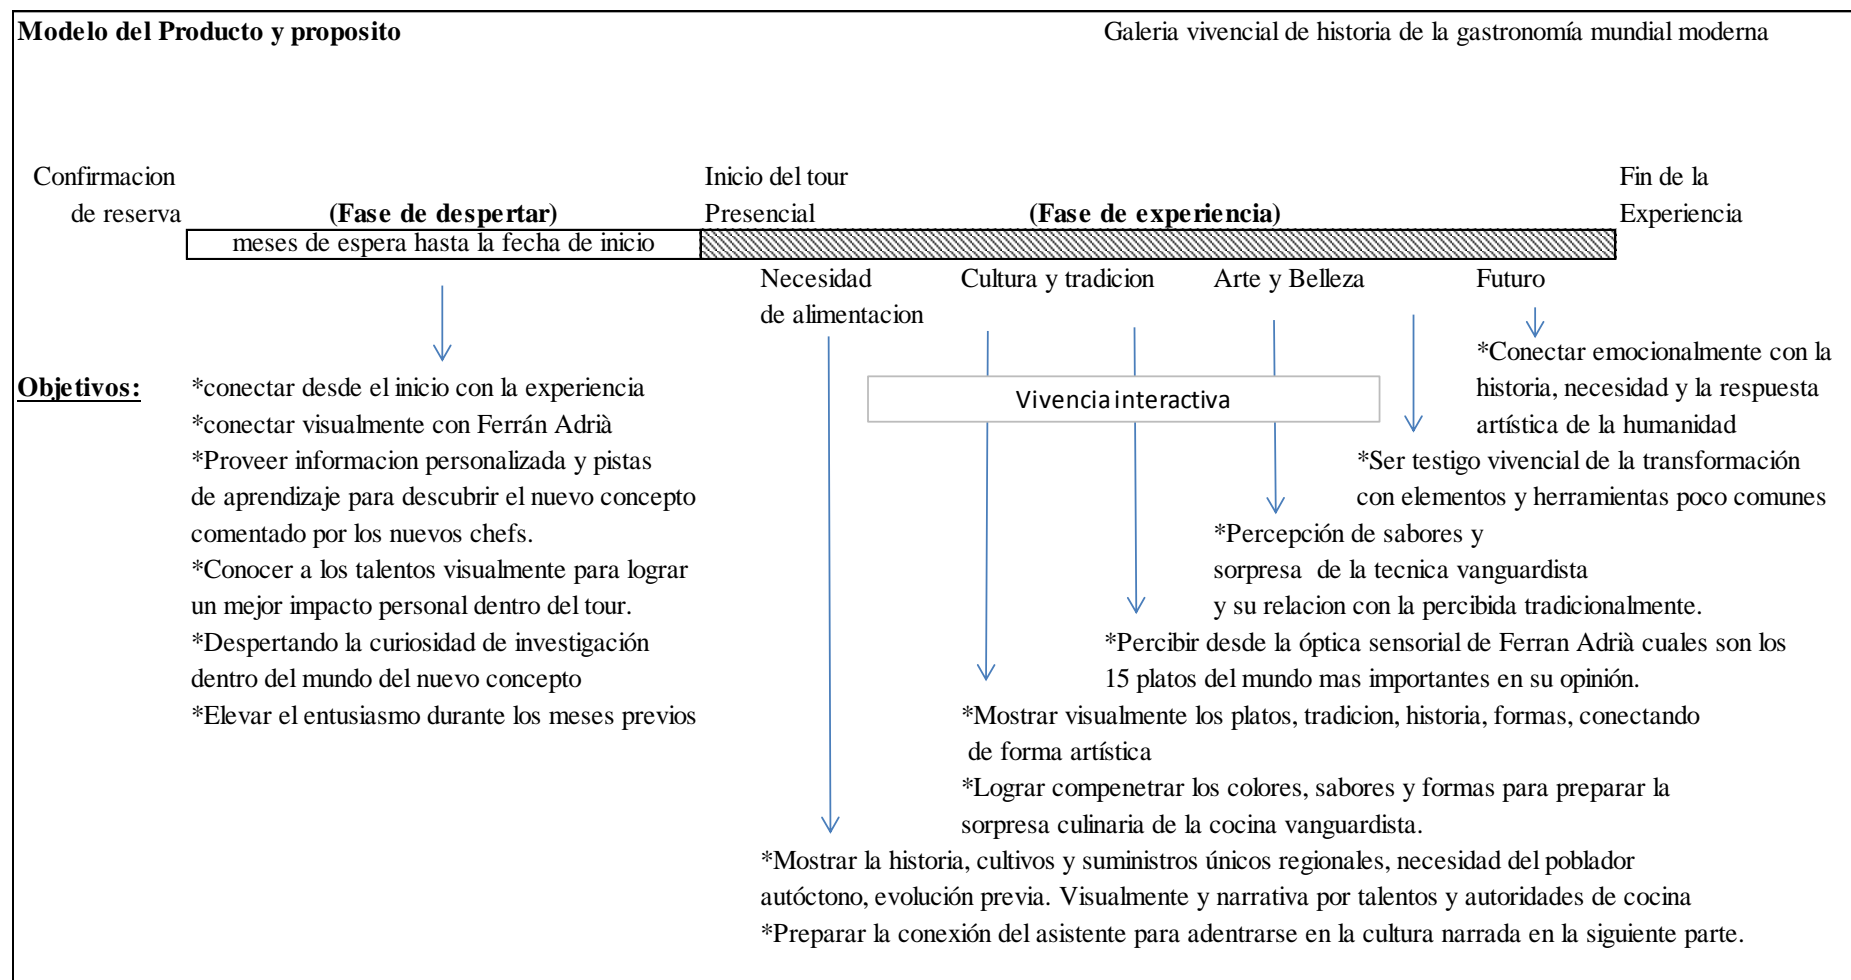 Modelo del Producto y proposito
Galeria vivencial de historia de la gastronomía mundial moderna
Confirmacion
de reserva
(Fase de despertar)
meses de espera hasta la fecha de inicio
Inicio del tour
Presencial
(Fase de experiencia)
Fin de la
Experiencia
Necesidad
de alimentacion
Cultura y tradicion
Arte y Belleza
Futuro
Objetivos:
*conectar desde el inicio con la experiencia
*conectar visualmente con Ferrán Adrià
*Proveer informacion personalizada y pistas
de aprendizaje para descubrir el nuevo concepto
comentado por los nuevos chefs.
*Conocer a los talentos visualmente para lograr
un mejor impacto personal dentro del tour.
*Despertando la curiosidad de investigación
dentro del mundo del nuevo concepto
*Elevar el entusiasmo durante los meses previos
Vivencia interactiva
*Conectar emocionalmente con la
historia, necesidad y la respuesta
artística de la humanidad
*Ser testigo vivencial de la transformación
con elementos y herramientas poco comunes
*Percepción de sabores y
sorpresa de la tecnica vanguardista
y su relacion con la percibida tradicionalmente.
*Percibir desde la óptica sensorial de Ferran Adrià cuales son los
15 platos del mundo mas importantes en su opinión.
*Mostrar visualmente los platos, tradicion, historia, formas, conectando
de forma artística
*Lograr compenetrar los colores, sabores y formas para preparar la
sorpresa culinaria de la cocina vanguardista.
*Mostrar la historia, cultivos y suministros únicos regionales, necesidad del poblador
autóctono, evolución previa. Visualmente y narrativa por talentos y autoridades de cocina
*Preparar la conexión del asistente para adentrarse en la cultura narrada en la siguiente parte.